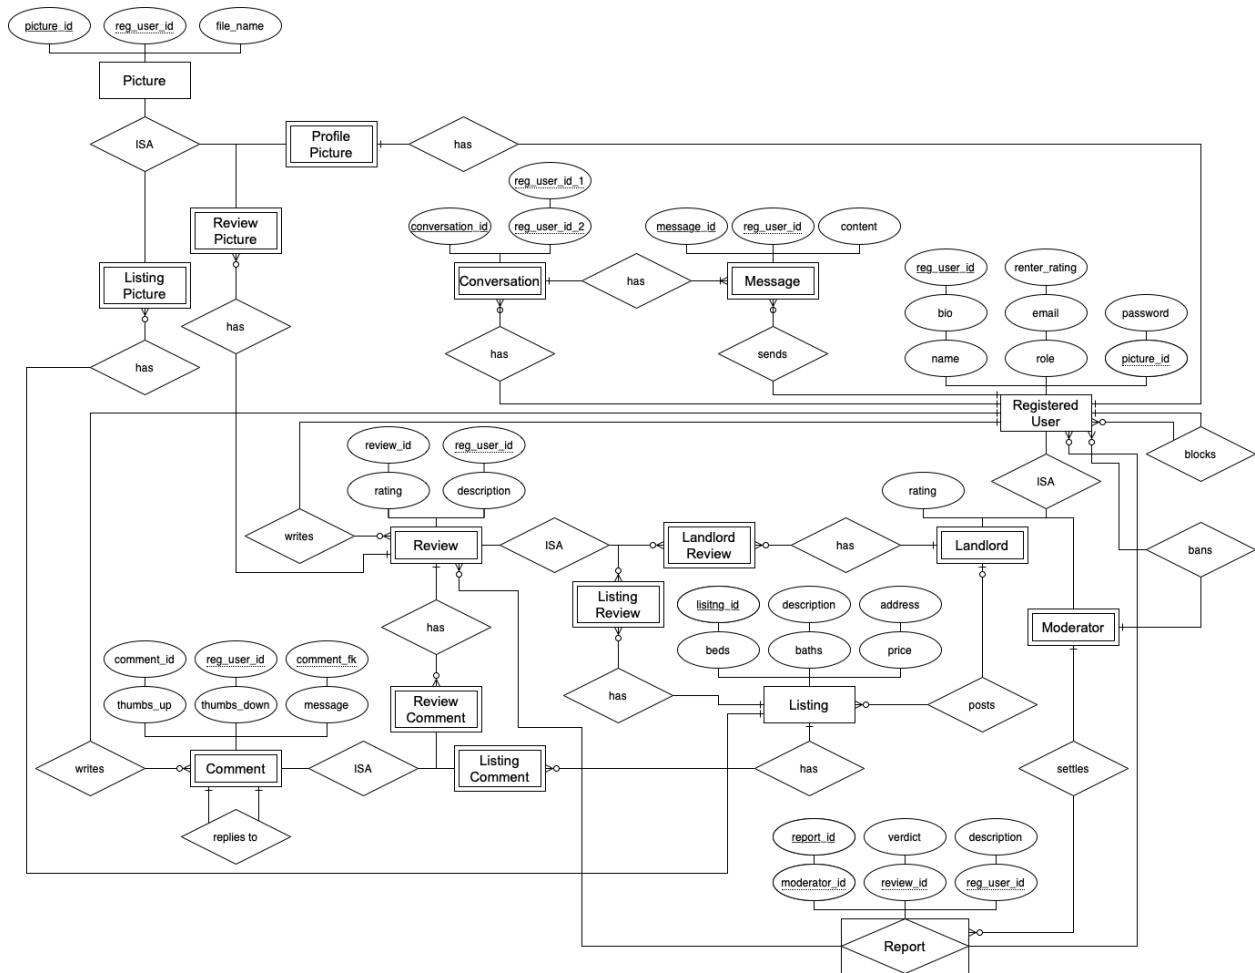 picture_id
reg_user_id
file_name
Picture
ISA
Profile
Picture
has
reg_user_id_1
conversation_id
reg_user_id_2
message_id
reg_user_id
content
Review
Picture
Listing
Picture
Conversation
has
Message
reg_user_id
renter_rating
bio
email
password
has
has
has
sends
name
role
picture_id
Registered
User
blocks
review_id
reg_user_id
rating
description
ISA
rating
writes
Review
ISA
Landlord
Review
has
Landlord
bans
Listing
Review
lisitng_id
description
address
has
Moderator
comment_id
reg_user_id
comment_fk
beds
baths
price
thumbs_up
thumbs_down
message
Review
Comment
has
Listing
posts
writes
Comment
ISA
Listing
Comment
has
settles
replies to
report_id
verdict
description
moderator_id
review_id
reg_user_id
Report